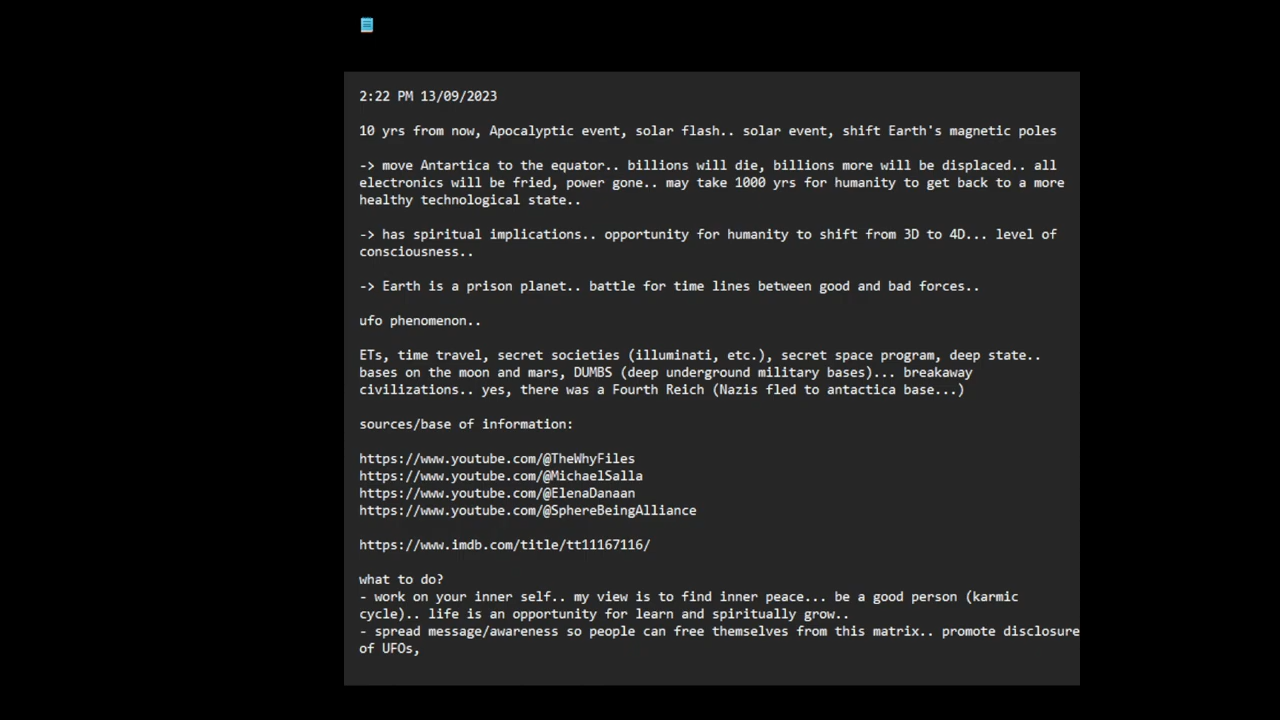 2:22 PM 13/09/2023
10 yrs from now, Apocalyptic event, solar flash.. solar event, shift Earth's magnetic poles
-> move Antartica to the equator.. billions will die, billions more will be displaced.. all
electronics will be fried, power gone.. may take 1000 yrs for humanity to get back to a more
healthy technological state..
-> has spiritual implications.. opportunity for humanity to shift from 3D to 4D... level of
consciousness..
-> Earth is a prison planet.. battle for time lines between good and bad forces..
ufo phenomenon..
ETs, time travel, secret societies (illuminati, etc.), secret space program, deep state..
bases on the moon and mars, DUMBS (deep underground military bases)... breakaway
civilizations.. yes, there was a Fourth Reich (Nazis fled to antactica base...)
sources/base of information:
https://www.youtube.com/@TheWhyFiles
https://www.youtube.com/@MichaelSalla
https://www.youtube.com/@ElenaDanaan
https://www.youtube.com/@SphereBeingAlliance
https://www.imdb.com/title/tt11167116/
what to do?
- work on your inner self.. my view is to find inner peace... be a good person (karmic
cycle).. life is an opportunity for learn and spiritually grow..
- spread message/awareness so people can free themselves from this matrix.. promote disclosure
of UFOs,